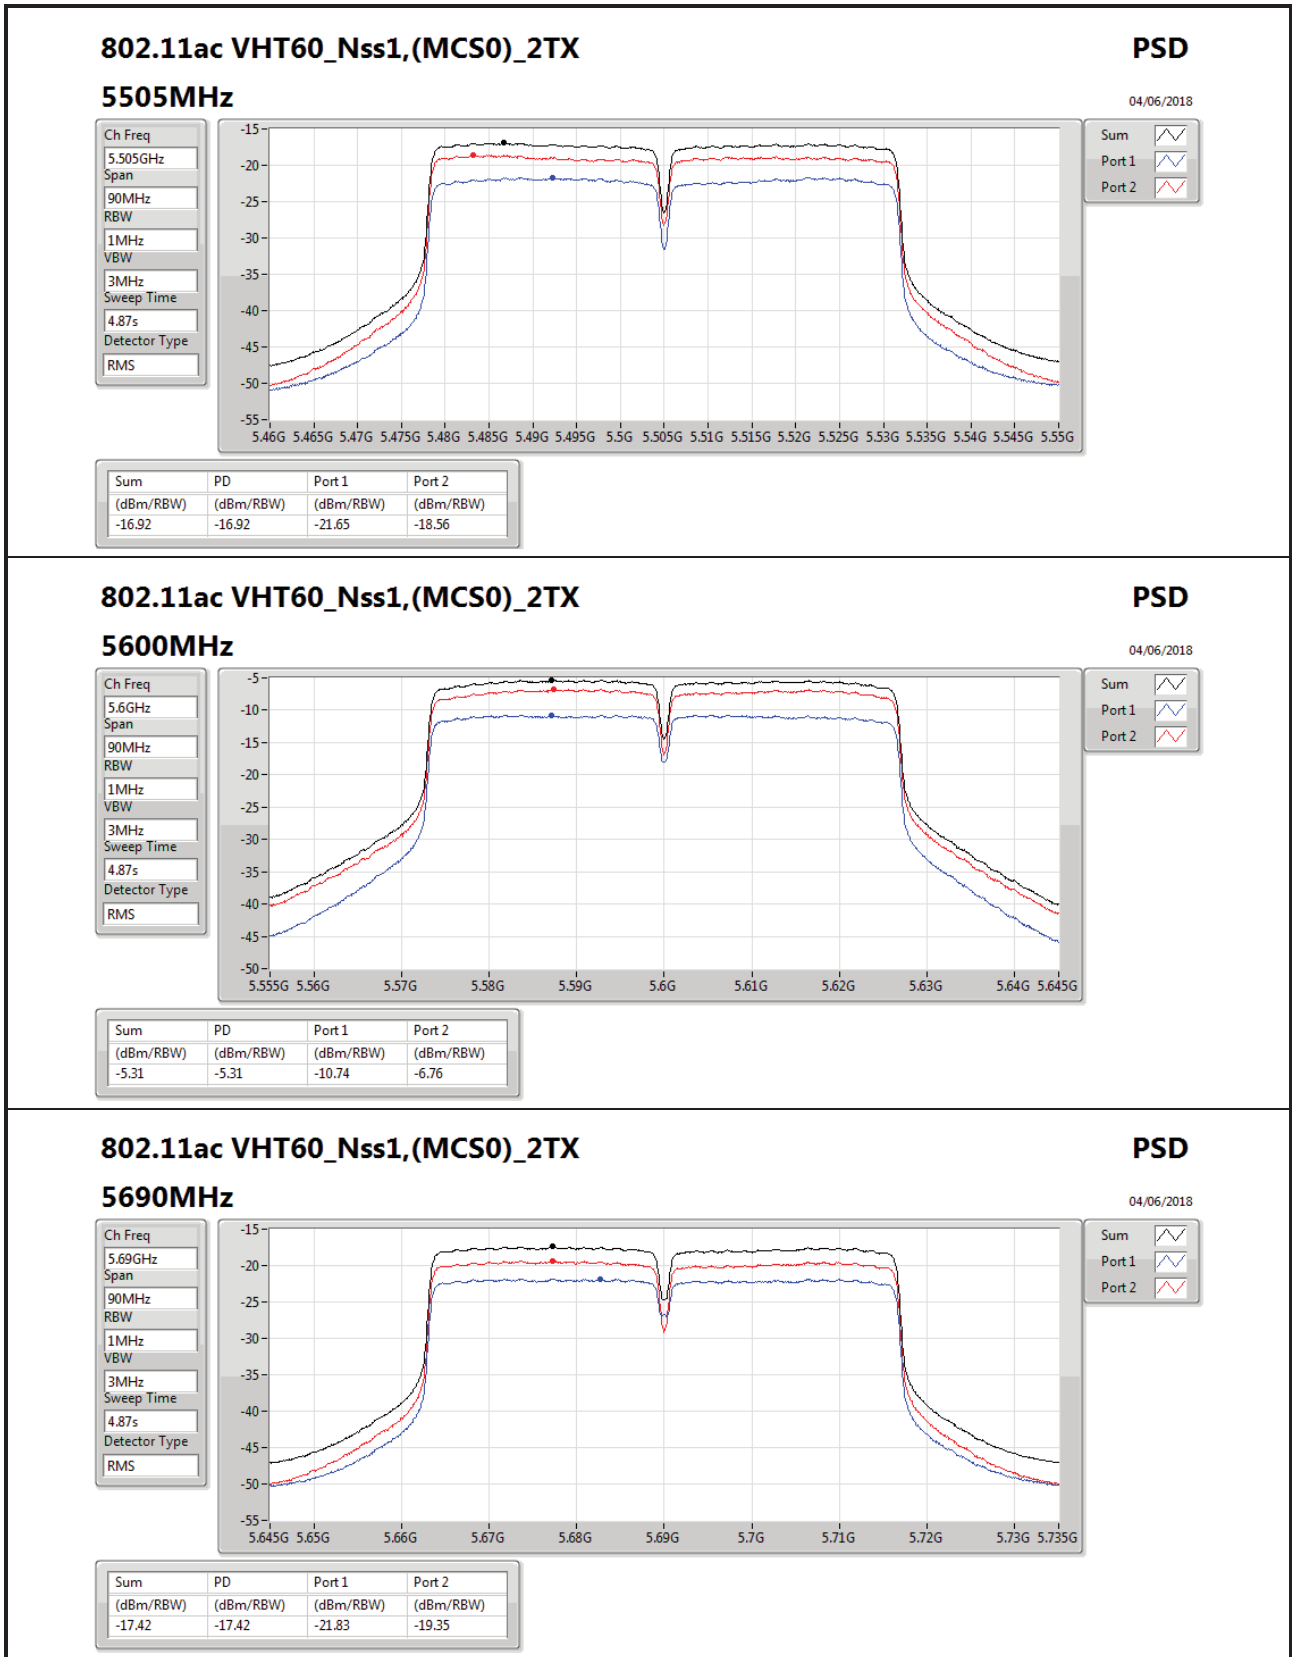 802.11ac VHT60_Nss1,(MCS0)_2TX PSD
5505MHz 04/06/2018
Ch Freq
5.505GHz
Span
90MHz
RBW
1MHz
VBW
3MHz
Sweep Time
4.87s
Detector Type
RMS
-15
-20
-25
-30
-35
-40
-45
-50
-55
5.46G 5.465G 5.47G 5.475G 5.48G 5.485G 5.49G 5.495G 5.5G 5.505G 5.51G 5.515G 5.52G 5.525G 5.53G 5.535G 5.54G 5.545G 5.55G
Sum
Port 1
Port 2
Sum PD Port 1 Port 2
(dBm/RBW) (dBm/RBW) (dBm/RBW) (dBm/RBW)
-16.92 -16.92 -21.65 -18.56
802.11ac VHT60_Nss1,(MCS0)_2TX PSD
5600MHz 04/06/2018
Ch Freq
5.6GHz
Span
90MHz
RBW
1MHz
VBW
3MHz
Sweep Time
4.87s
Detector Type
RMS
-5
-10
-15
-20
-25
-30
-35
-40
-45
-50
5.555G 5.56G 5.57G 5.58G 5.59G 5.6G 5.61G 5.62G 5.63G 5.64G 5.645G
Sum
Port 1
Port 2
Sum PD Port 1 Port 2
(dBm/RBW) (dBm/RBW) (dBm/RBW) (dBm/RBW)
-5.31 -5.31 -10.74 -6.76
802.11ac VHT60_Nss1,(MCS0)_2TX PSD
5690MHz 04/06/2018
Ch Freq
5.69GHz
Span
90MHz
RBW
1MHz
VBW
3MHz
Sweep Time
4.87s
Detector Type
RMS
-15
-20
-25
-30
-35
-40
-45
-50
-55
5.645G 5.65G 5.66G 5.67G 5.68G 5.69G 5.7G 5.71G 5.72G 5.73G 5.735G
Sum
Port 1
Port 2
Sum PD Port 1 Port 2
(dBm/RBW) (dBm/RBW) (dBm/RBW) (dBm/RBW)
-17.42 -17.42 -21.83 -19.35